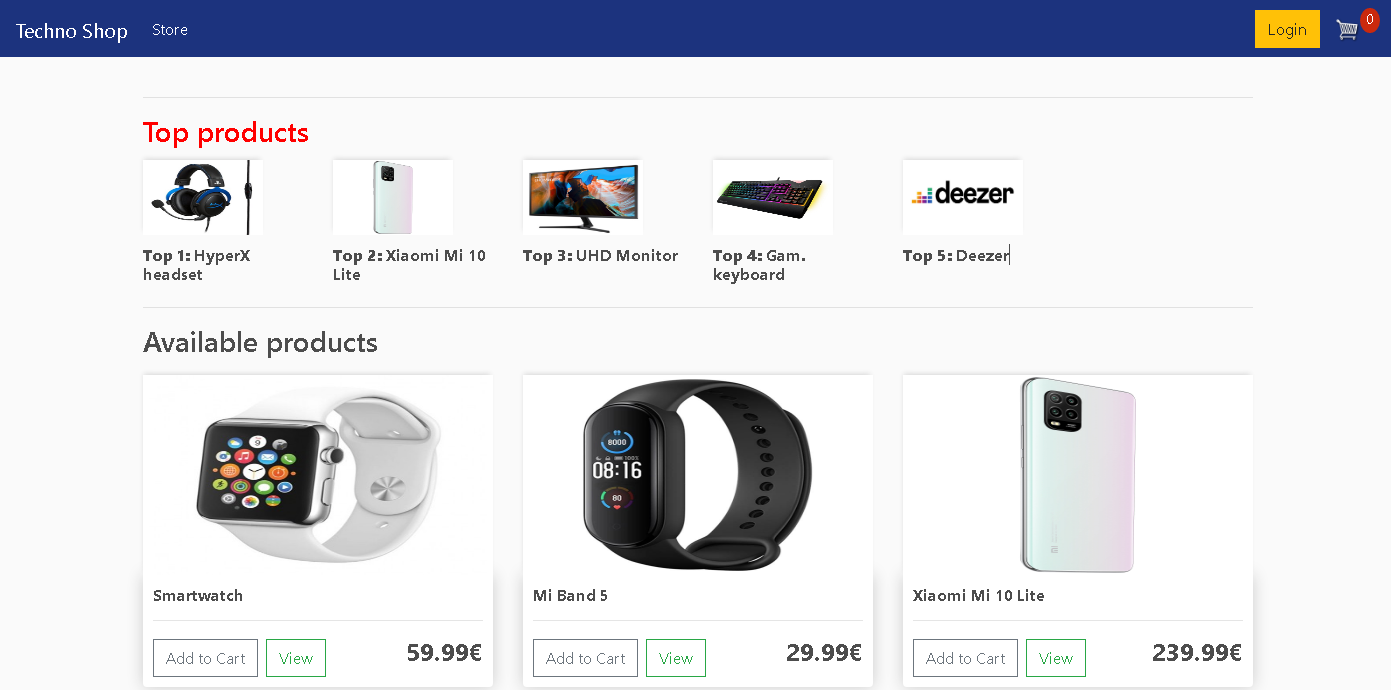 Techno Shop Store Login 0
Top products
deezer
Top 1: HyperX
headset
Top 2: Xiaomi Mi 10
Lite
Top 3: UHD Monitor
Top 4: Gam.
keyboard
Top 5: Deezer
Available products
9
8000
100%
08:16
80
Smartwatch
Add to Cart View 59.99€
Mi Band 5
Add to Cart View 29.99€
Xiaomi Mi 10 Lite
Add to Cart View 239.99€